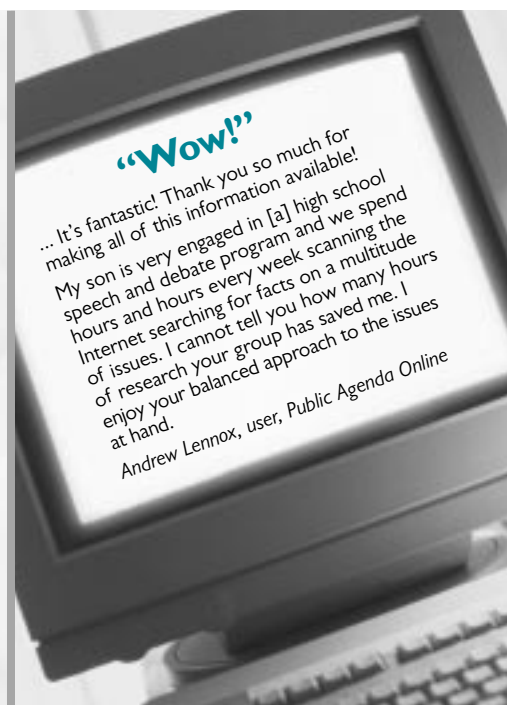 “Wow!”
... It’s fantastic! Thank you so much for
making all of this information available!
My son is very engaged in [a] high school
speech and debate program and we spend
hours and hours every week scanning the
Internet searching for facts on a multitude
of issues. I cannot tell you how many hours
of research your group has saved me. I
enjoy your balanced approach to the issues
at hand.
Andrew Lennox, user, Public Agenda Online